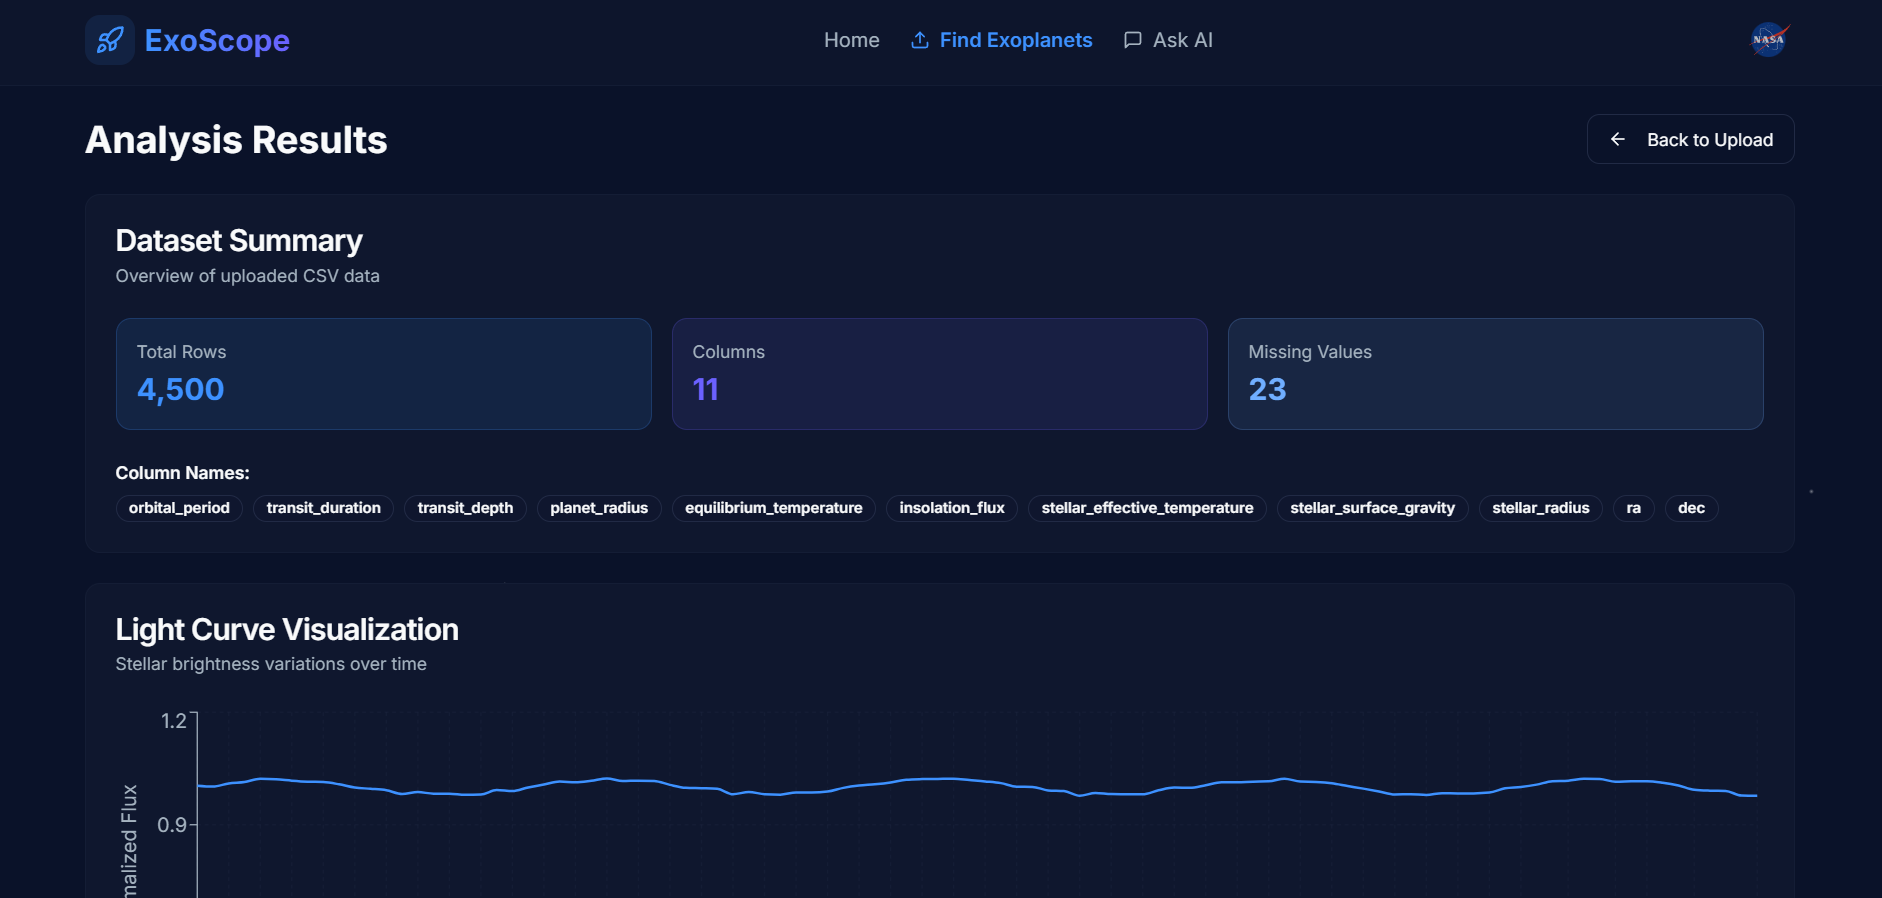 ExoScope
Home
Find Exoplanets
Ask AI
NASA
Analysis Results
Back to Upload
Dataset Summary
Overview of uploaded CSV data
Total Rows
4,500
Columns
11
Missing Values
23
Column Names:
orbital_period
transit_duration
transit_depth
planet_radius
equilibrium_temperature
insolation_flux
stellar_effective_temperature
stellar_surface_gravity
stellar_radius
ra
dec
Light Curve Visualization
Stellar brightness variations over time
1.2
0.9
malized Flux